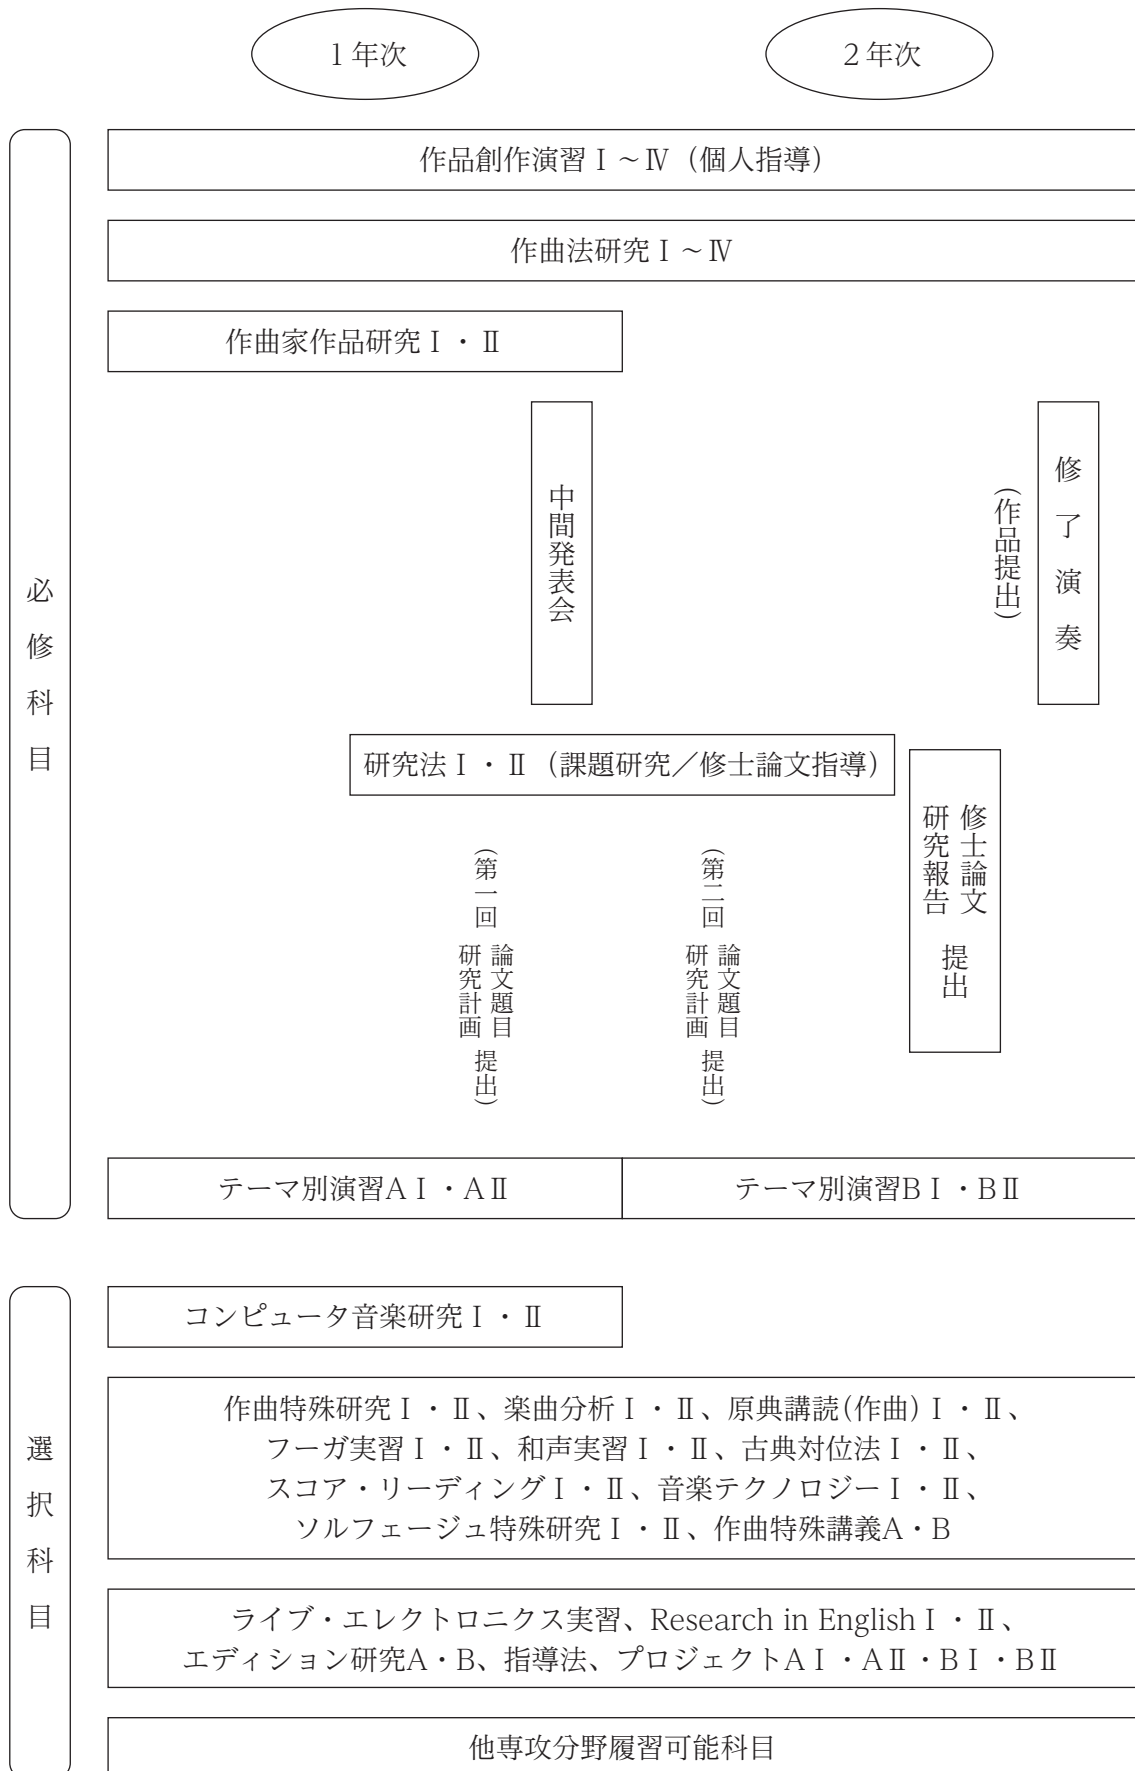 1年次
2年次
必修科目
作品創作演習Ⅰ～Ⅳ（個人指導）
作曲法研究Ⅰ～Ⅳ
作曲家作品研究Ⅰ・Ⅱ
中間発表会
修了演奏
（作品提出）
研究法Ⅰ・Ⅱ（課題研究／修士論文指導）
（第一回
論文題目
研究計画
提出）
（第二回
論文題目
研究計画
提出）
修士論文
研究報告
提出
テーマ別演習AⅠ・AⅡ
テーマ別演習BⅠ・BⅡ
選択科目
コンピュータ音楽研究Ⅰ・Ⅱ
作曲特殊研究Ⅰ・Ⅱ、楽曲分析Ⅰ・Ⅱ、原典講読(作曲)Ⅰ・Ⅱ、
フーガ実習Ⅰ・Ⅱ、和声実習Ⅰ・Ⅱ、古典対位法Ⅰ・Ⅱ、
スコア・リーディングⅠ・Ⅱ、音楽テクノロジーⅠ・Ⅱ、
ソルフェージュ特殊研究Ⅰ・Ⅱ、作曲特殊講義A・B
ライブ・エレクトロニクス実習、Research in EnglishⅠ・Ⅱ、
エディション研究A・B、指導法、プロジェクトAⅠ・AⅡ・BⅠ・BⅡ
他専攻分野履習可能科目